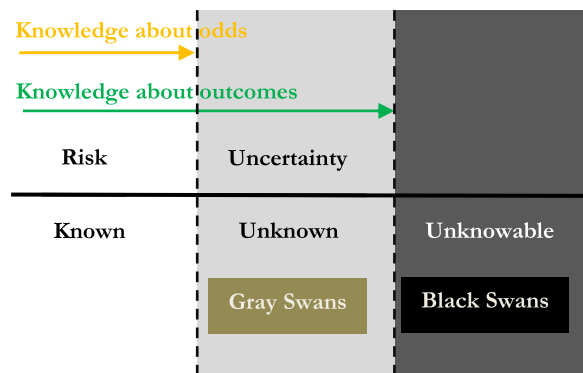 Knowledge about odds
Knowledge about outcomes
Risk Uncertainty
Known Unknown Unknowable
Gray Swans Black Swans